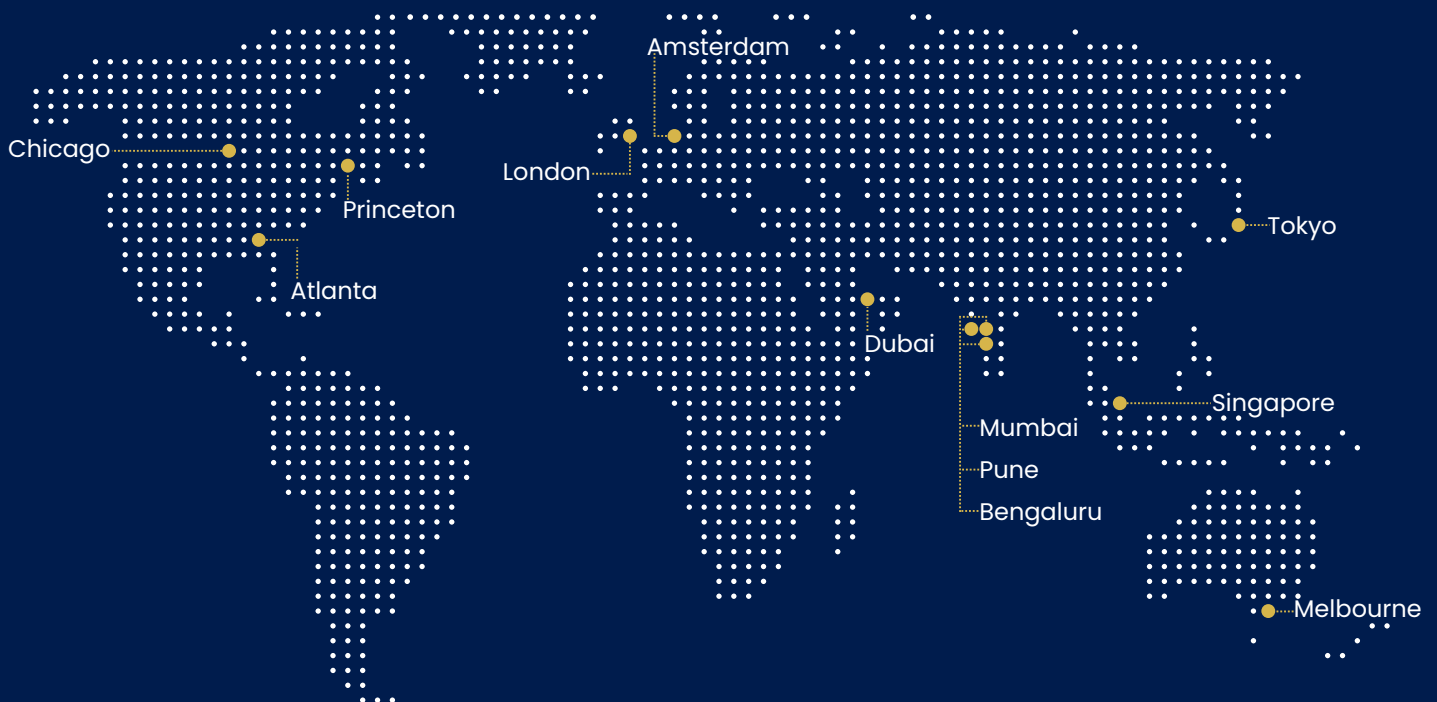 Amsterdam
Chicago
London
Princeton
Tokyo
Atlanta
Dubai
Singapore
Mumbai
Pune
Bengaluru
Melbourne